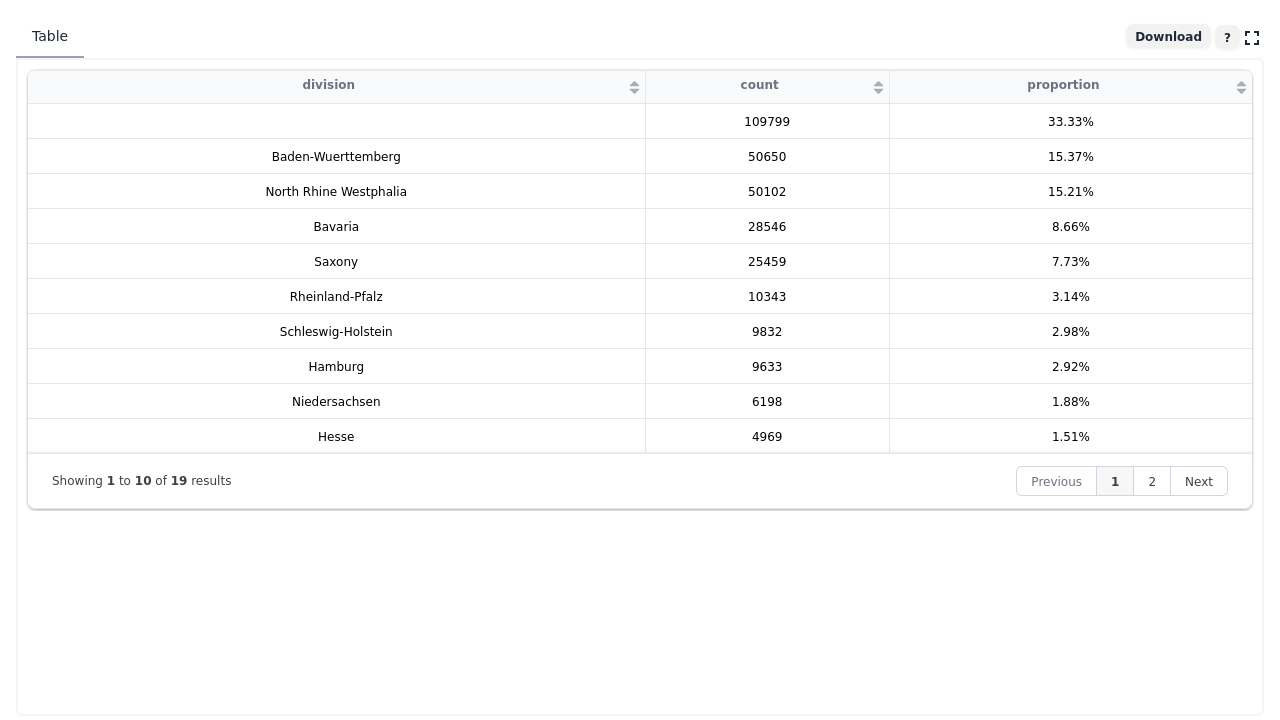 Table
Download ?
division count proportion
109799 33.33%
Baden-Wuerttemberg 50650 15.37%
North Rhine Westphalia 50102 15.21%
Bavaria 28546 8.66%
Saxony 25459 7.73%
Rheinland-Pfalz 10343 3.14%
Schleswig-Holstein 9832 2.98%
Hamburg 9633 2.92%
Niedersachsen 6198 1.88%
Hesse 4969 1.51%
Showing 1 to 10 of 19 results
Previous 1 2 Next